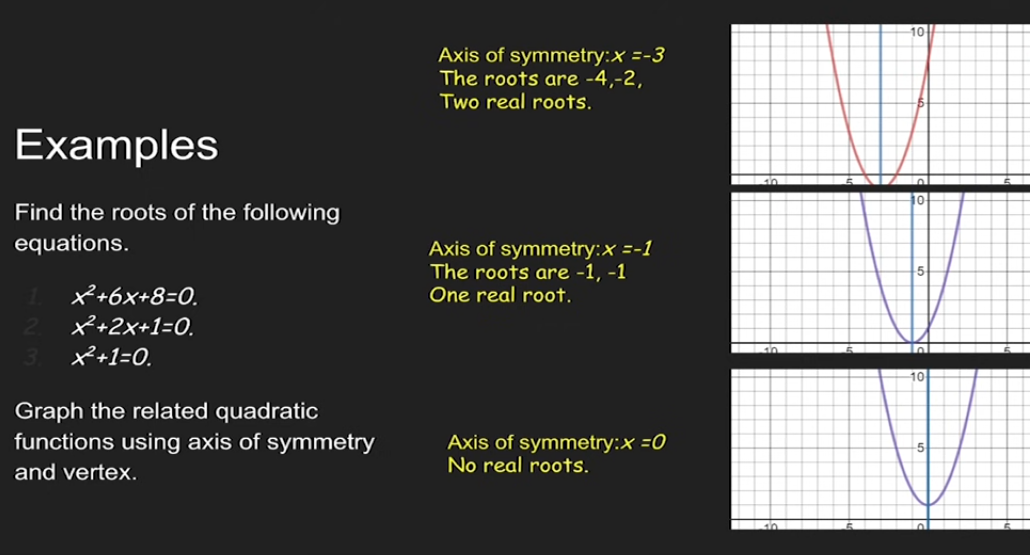 Examples
Find the roots of the following
equations.
1. x²+6x+8=0.
2. x²+2x+1=0.
3. x²+1=0.
Graph the related quadratic
functions using axis of symmetry
and vertex.
Axis of symmetry:x =-3
The roots are -4,-2,
Two real roots.
Axis of symmetry:x =-1
The roots are -1, -1
One real root.
Axis of symmetry:x =0
No real roots.
10
5
-10 -5 0 5
10
5
-10 -5 0 5
10
5
-10 -5 0 5